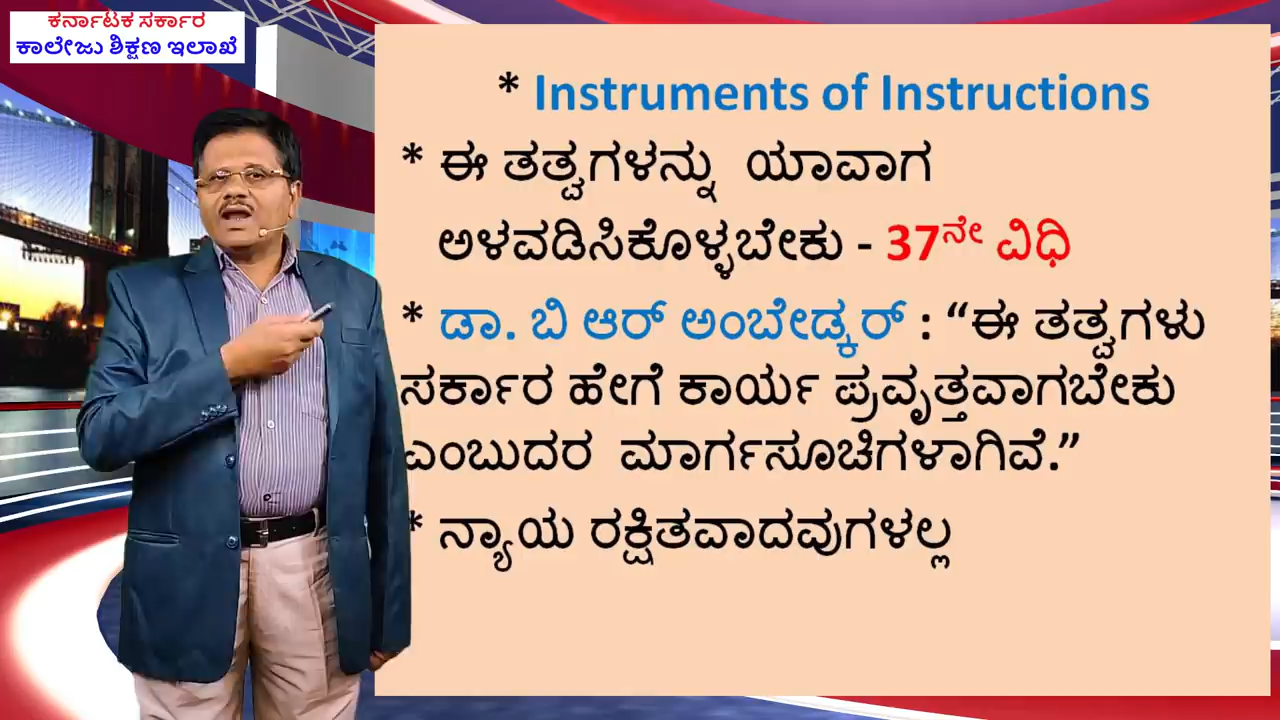 ಕರ್ನಾಟಕ ಸರ್ಕಾರ
ಕಾಲೇಜು ಶಿಕ್ಷಣ ಇಲಾಖೆ
* Instruments of Instructions
* ಈ ತತ್ವಗಳನ್ನು ಯಾವಾಗ
ಅಳವಡಿಸಿಕೊಳ್ಳಬೇಕು - 37ನೇ ವಿಧಿ
* ಡಾ. ಬಿ ಆರ್ ಅಂಬೇಡ್ಕರ್ : “ಈ ತತ್ವಗಳು
ಸರ್ಕಾರ ಹೇಗೆ ಕಾರ್ಯ ಪ್ರವೃತ್ತವಾಗಬೇಕು
ಎಂಬುದರ ಮಾರ್ಗಸೂಚಿಗಳಾಗಿವೆ.”
* ನ್ಯಾಯ ರಕ್ಷಿತವಾದವುಗಳಲ್ಲ